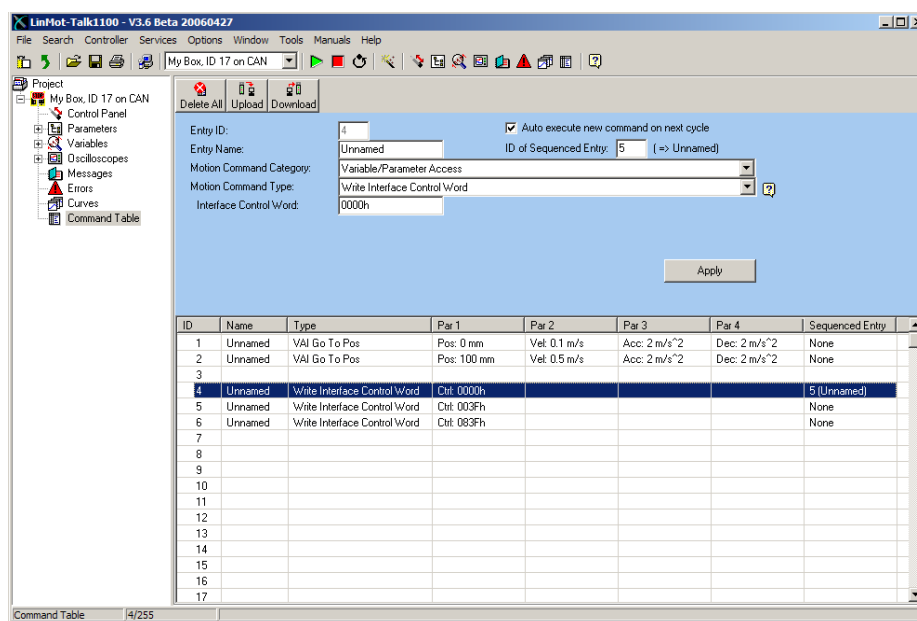 LinMot-Talk1100 - V3.6 Beta 20060427
File Search Controller Services Options Window Tools Manuals Help
My Box, ID 17 on CAN
Project
My Box, ID 17 on CAN
Control Panel
Parameters
Variables
Oscilloscopes
Messages
Errors
Curves
Command Table
Delete All Upload Download
Entry ID: 4 Auto execute new command on next cycle
Entry Name: Unnamed ID of Sequenced Entry: 5 ( => Unnamed)
Motion Command Category: Variable/Parameter Access
Motion Command Type: Write Interface Control Word
Interface Control Word: 0000h
Apply
ID Name Type Par 1 Par 2 Par 3 Par 4 Sequenced Entry
1 Unnamed VAI Go To Pos Pos: 0 mm Vel: 0.1 m/s Acc: 2 m/s^2 Dec: 2 m/s^2 None
2 Unnamed VAI Go To Pos Pos: 100 mm Vel: 0.5 m/s Acc: 2 m/s^2 Dec: 2 m/s^2 None
3
4 Unnamed Write Interface Control Word Ctrl: 0000h 5 (Unnamed)
5 Unnamed Write Interface Control Word Ctrl: 003Fh None
6 Unnamed Write Interface Control Word Ctrl: 083Fh None
7
8
9
10
11
12
13
14
15
16
17
Command Table 4/255